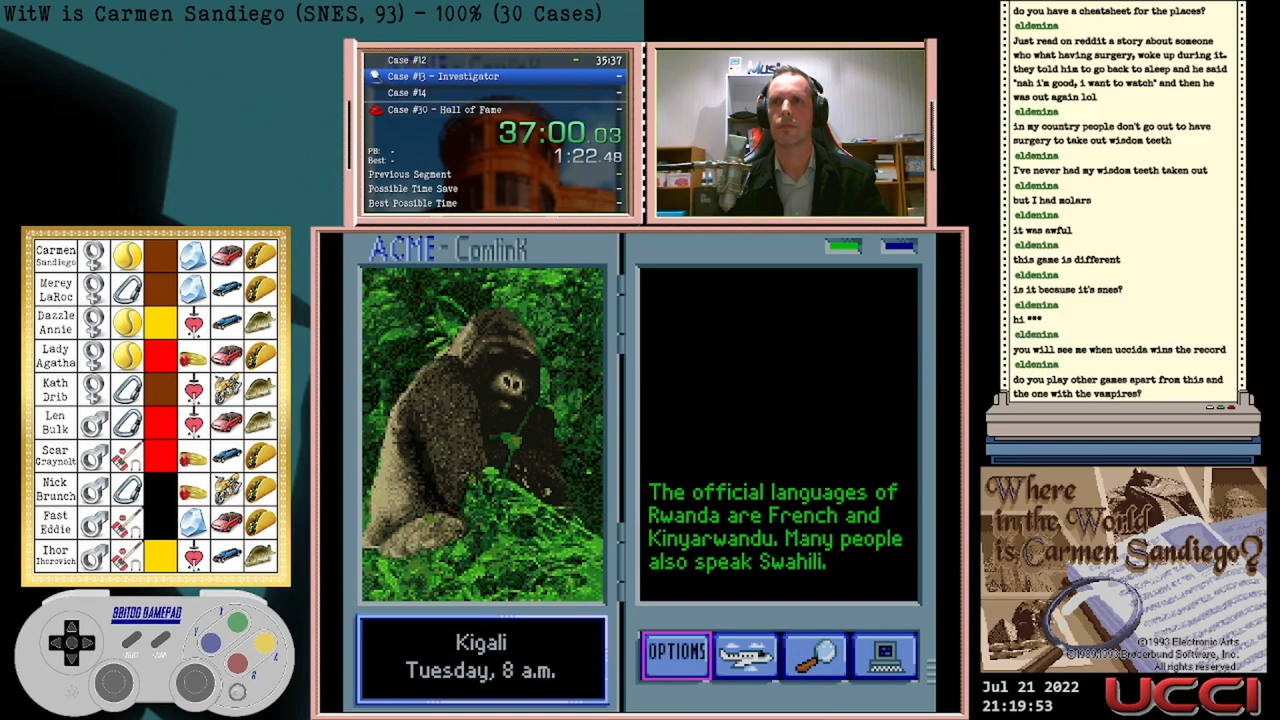 WitW is Carmen Sandiego (SNES, 93) - 100% (30 Cases)
Case #12 - 35:37
Case #13 - Investigator -
Case #14 -
Case #30 - Hall of Fame -
37:00.03
PB: -
Best: -
1:22.48
Previous Segment -
Possible Time Save -
Best Possible Time -
Carmen
Sandiego
Merey
LaRoc
Dazzle
Annie
Lady
Agatha
Kath
Drib
Len
Bulk
Scar
Graynolt
Nick
Brunch
Fast
Eddie
Ihor
Ihorovich
8BITDO GAMEPAD
ACME - Comlink
The official languages of
Rwanda are French and
Kinyarwandu. Many people
also speak Swahili.
Kigali
Tuesday, 8 a.m.
OPTIONS
do you have a cheatsheet for the places?
eldenina
Just read on reddit a story about someone
who what having surgery, woke up during it.
they told him to go back to sleep and he said
"nah i'm good, i want to watch" and then he
was out again lol
eldenina
in my country people don't go out to have
surgery to take out wisdom teeth
eldenina
I've never had my wisdom teeth taken out
eldenina
but I had molars
eldenina
it was awful
eldenina
this game is different
eldenina
is it because it's snes?
eldenina
hi ***
eldenina
you will see me when uccida wins the record
eldenina
do you play other games apart from this and
the one with the vampires?
Where
in the World
is Carmen Sandiego?
©1993 Electronic Arts
All rights reserved.
Jul 21 2022
21:19:53
UCCI